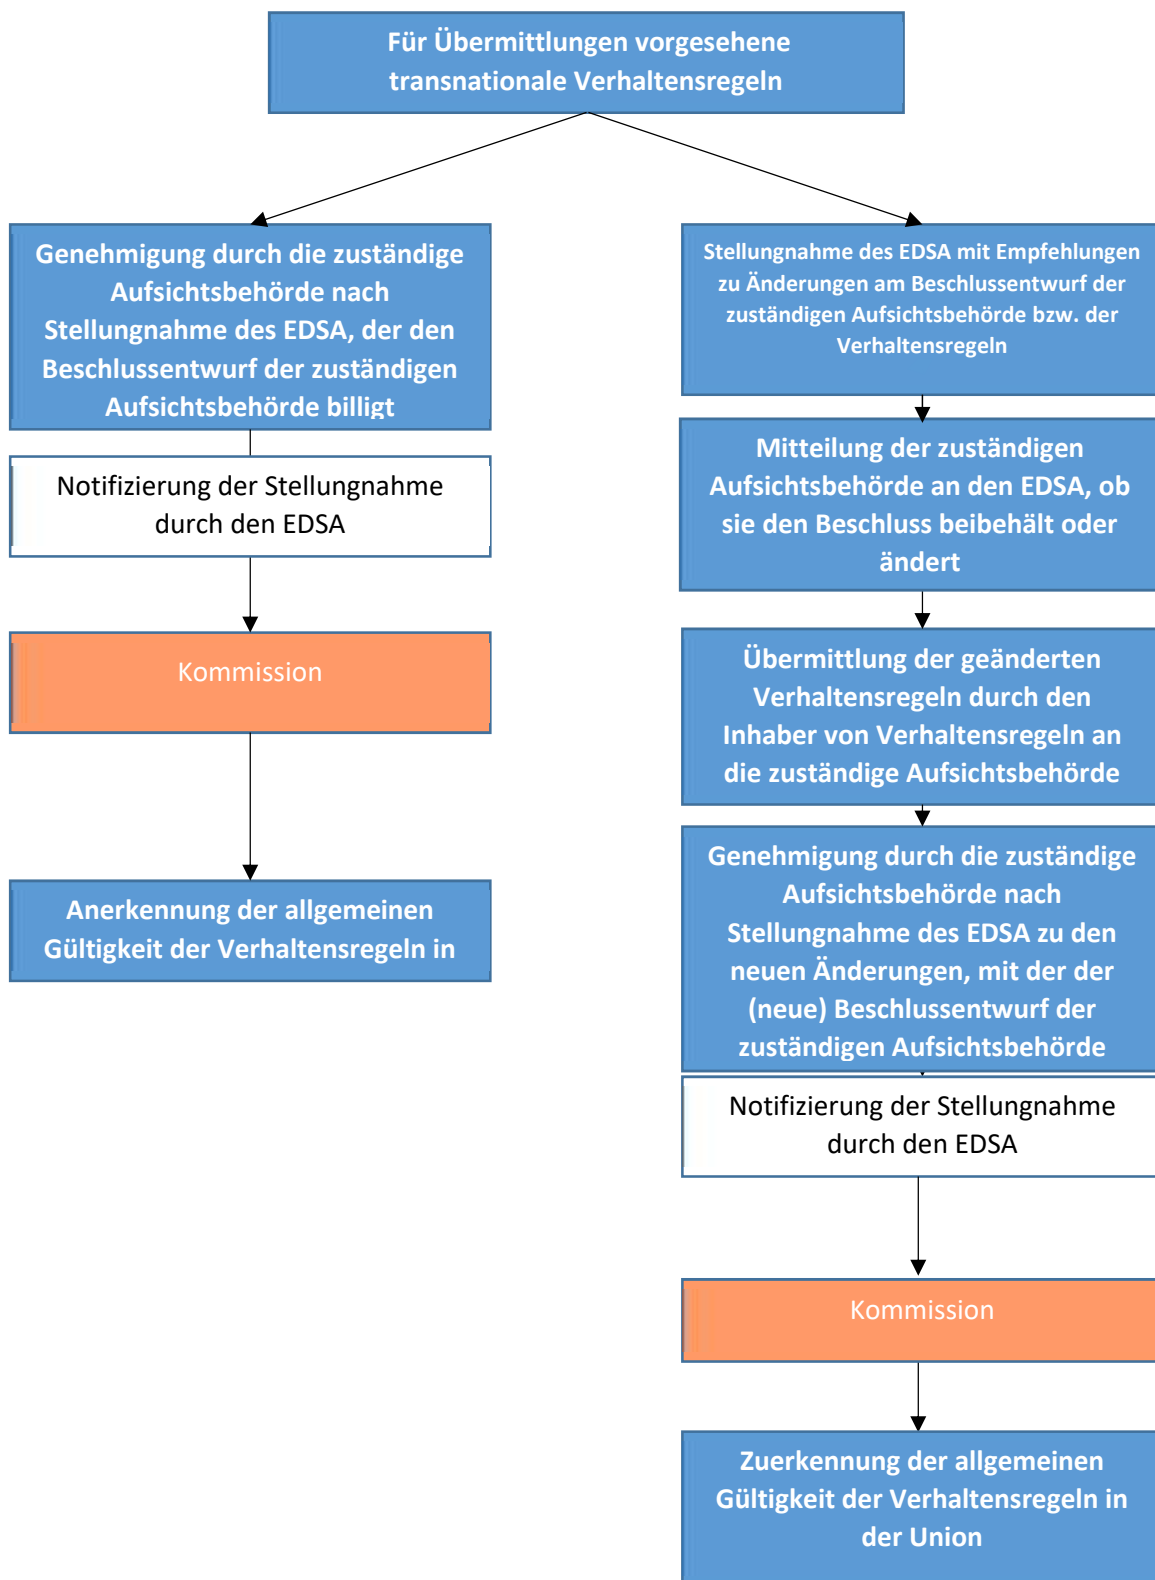 Für Übermittlungen vorgesehene
transnationale Verhaltensregeln
Genehmigung durch die zuständige
Aufsichtsbehörde nach
Stellungnahme des EDSA, der den
Beschlussentwurf der zuständigen
Aufsichtsbehörde billigt
Notifizierung der Stellungnahme
durch den EDSA
Kommission
Anerkennung der allgemeinen
Gültigkeit der Verhaltensregeln in
Stellungnahme des EDSA mit Empfehlungen
zu Änderungen am Beschlussentwurf der
zuständigen Aufsichtsbehörde bzw. der
Verhaltensregeln
Mitteilung der zuständigen
Aufsichtsbehörde an den EDSA, ob
sie den Beschluss beibehält oder
ändert
Übermittlung der geänderten
Verhaltensregeln durch den
Inhaber von Verhaltensregeln an
die zuständige Aufsichtsbehörde
Genehmigung durch die zuständige
Aufsichtsbehörde nach
Stellungnahme des EDSA zu den
neuen Änderungen, mit der der
(neue) Beschlussentwurf der
zuständigen Aufsichtsbehörde
Notifizierung der Stellungnahme
durch den EDSA
Kommission
Zuerkennung der allgemeinen
Gültigkeit der Verhaltensregeln in
der Union